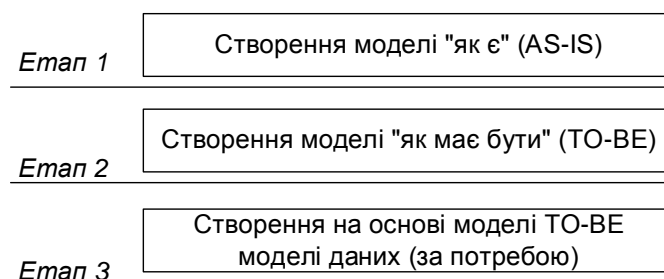 Створення моделі "як є" (AS-IS)
Етап 1
Створення моделі "як має бути" (TO-BE)
Етап 2
Створення на основі моделі TO-BE
моделі даних (за потребою)
Етап 3